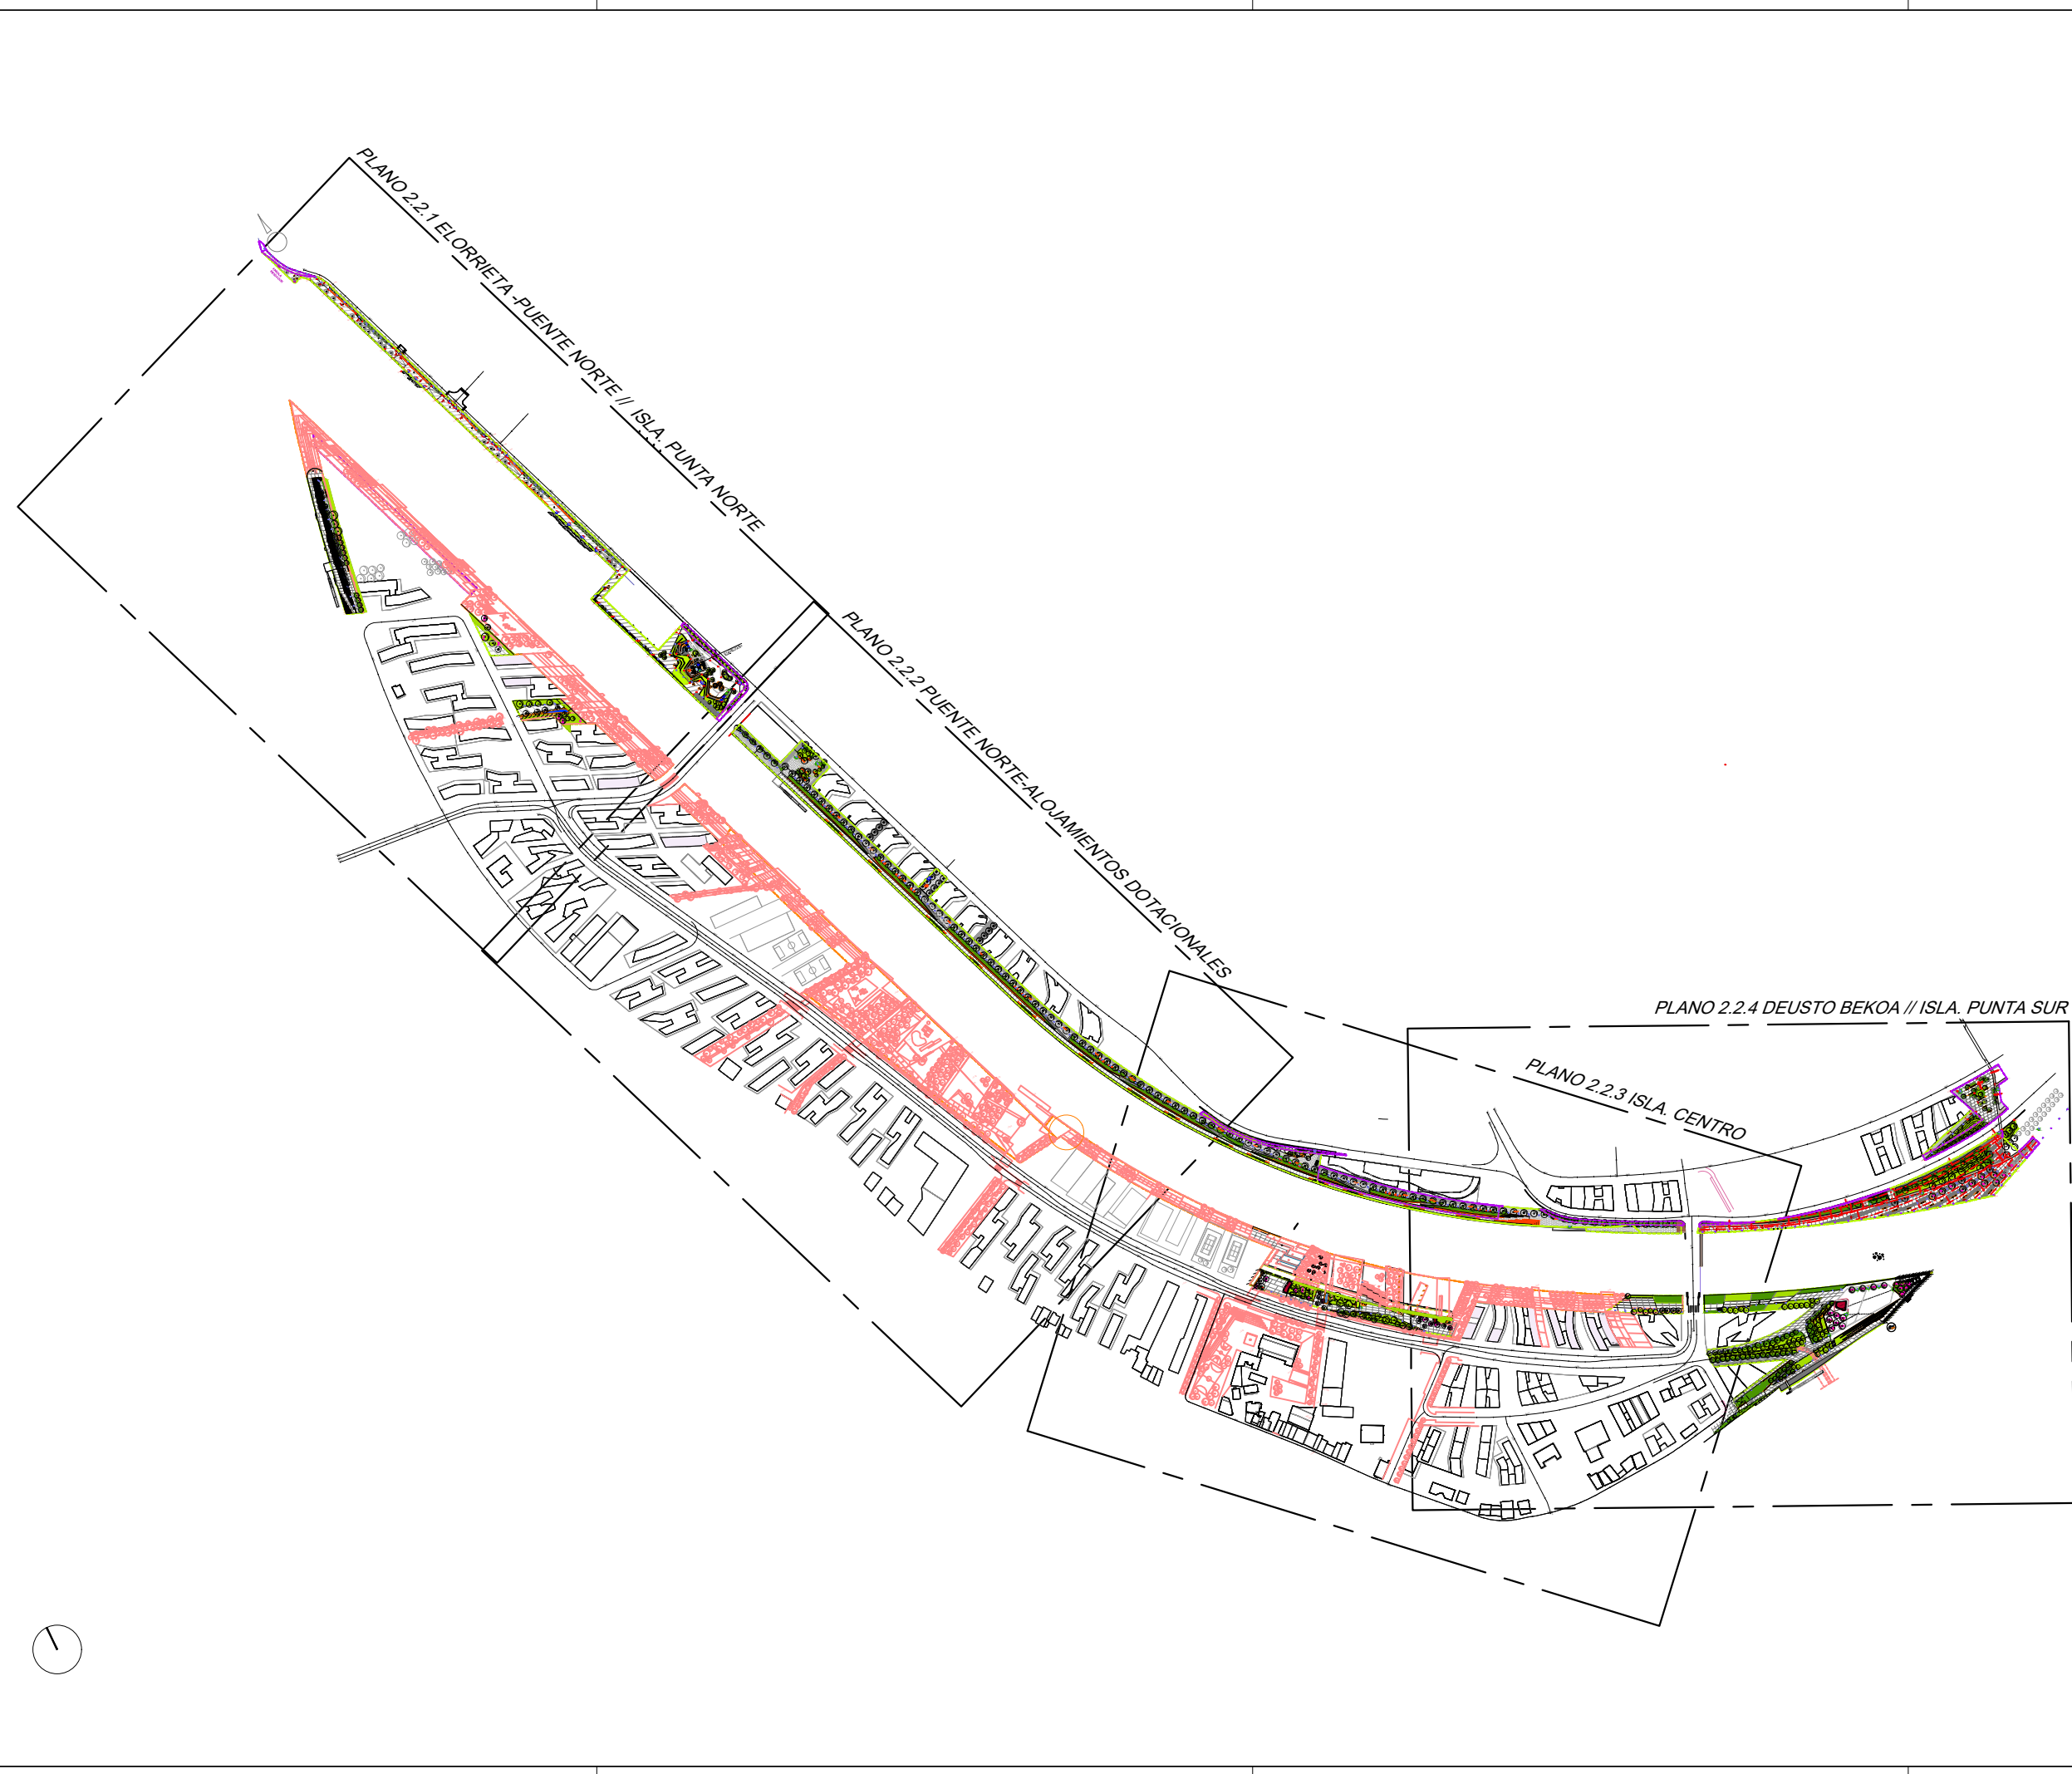 PLANO 2.2.1 ELORRIETA -PUENTE NORTE // ISLA. PUNTA NORTE
PLANO 2.2.2 PUENTE NORTE-ALOJAMIENTOS DOTACIONALES
PLANO 2.2.4 DEUSTO BEKOA // ISLA. PUNTA SUR
PLANO 2.2.3 ISLA. CENTRO